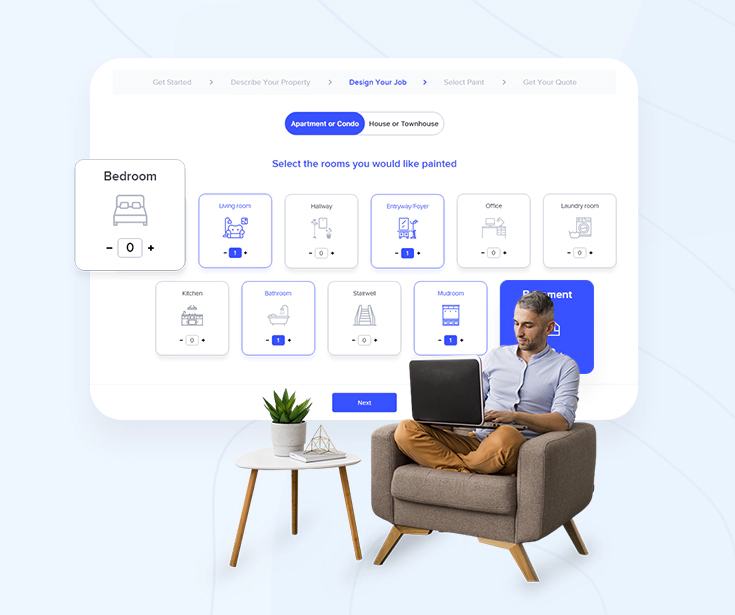 Get Started > Describe Your Property > Design Your Job > Select Paint > Get Your Quote
Apartment or Condo House or Townhouse
Select the rooms you would like painted
Bedroom
- 0 +
Living room
- 1 +
Hallway
- 0 +
Entryway/Foyer
- 1 +
Office
- 0 +
Laundry room
- 0 +
Kitchen
- 0 +
Bathroom
- 1 +
Stairwell
- 0 +
Mudroom
- 1 +
Next